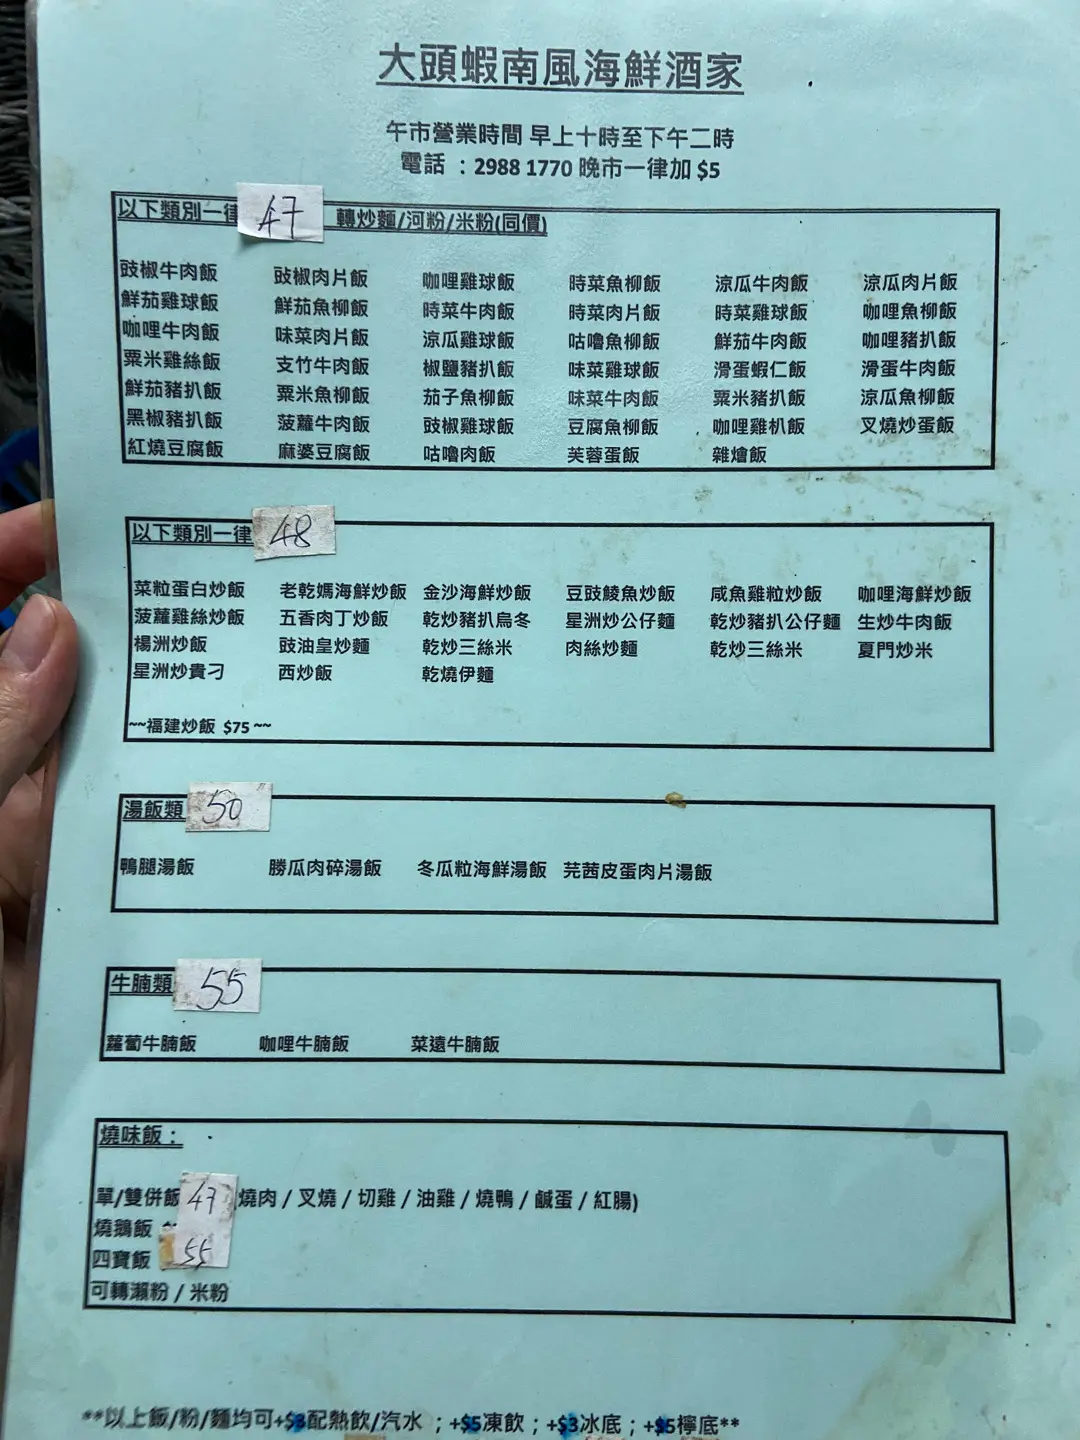 大頭蝦南風海鮮酒家
午市營業時間 早上十時至下午二時
電話 ：2988 1770 晚市一律加 $5
以下類別一律 47 轉炒麵/河粉/米粉(同價)
豉椒牛肉飯 豉椒肉片飯 咖哩雞球飯 時菜魚柳飯 涼瓜牛肉飯 涼瓜肉片飯
鮮茄雞球飯 鮮茄魚柳飯 時菜牛肉飯 時菜肉片飯 時菜雞球飯 咖哩魚柳飯
咖哩牛肉飯 味菜肉片飯 涼瓜雞球飯 咕嚕魚柳飯 鮮茄牛肉飯 咖哩豬扒飯
粟米雞絲飯 支竹牛肉飯 椒鹽豬扒飯 味菜雞球飯 滑蛋蝦仁飯 滑蛋牛肉飯
鮮茄豬扒飯 粟米魚柳飯 茄子魚柳飯 味菜牛肉飯 粟米豬扒飯 涼瓜魚柳飯
黑椒豬扒飯 菠蘿牛肉飯 豉椒雞球飯 豆腐魚柳飯 咖哩雞扒飯 叉燒炒蛋飯
紅燒豆腐飯 麻婆豆腐飯 咕嚕肉飯 芙蓉蛋飯 雜燴飯
以下類別一律 48
菜粒蛋白炒飯 老乾媽海鮮炒飯 金沙海鮮炒飯 豆豉鯪魚炒飯 咸魚雞粒炒飯 咖哩海鮮炒飯
菠蘿雞絲炒飯 五香肉丁炒飯 乾炒豬扒烏冬 星洲炒公仔麵 乾炒豬扒公仔麵 生炒牛肉飯
楊洲炒飯 豉油皇炒麵 乾炒三絲米 肉絲炒麵 乾炒三絲米 夏門炒米
星洲炒貴刁 西炒飯 乾燒伊麵
~~福建炒飯 $75 ~~
湯飯類 50
鴨腿湯飯 勝瓜肉碎湯飯 冬瓜粒海鮮湯飯 芫茜皮蛋肉片湯飯
牛腩類 55
蘿蔔牛腩飯 咖哩牛腩飯 菜遠牛腩飯
燒味飯：
單/雙併飯 47 燒肉 / 叉燒 / 切雞 / 油雞 / 燒鴨 / 鹹蛋 / 紅腸)
燒鵝飯
四寶飯 55
可轉瀨粉 / 米粉
**以上飯/粉/麵均可+$3配熱飲/汽水 ；+$5凍飲；+$3冰底；+$5檸底**